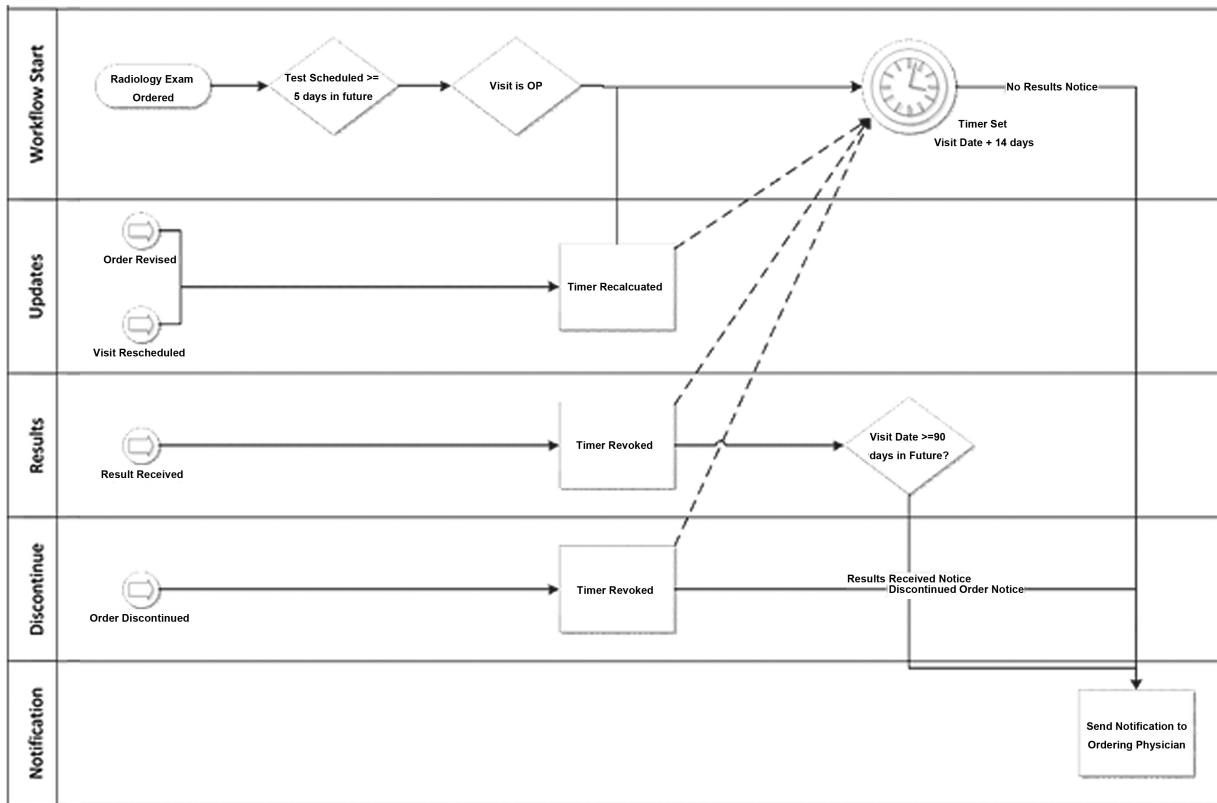 Workflow Start
Radiology Exam
Ordered
Test Scheduled >=
5 days in future
Visit is OP
Timer Set
Visit Date + 14 days
No Results Notice
Updates
Order Revised
Visit Rescheduled
Timer Recalcuated
Results
Result Received
Timer Revoked
Visit Date >=90
days in Future?
Discontinue
Order Discontinued
Timer Revoked
Results Received Notice
Discontinued Order Notice
Notification
Send Notification to
Ordering Physician